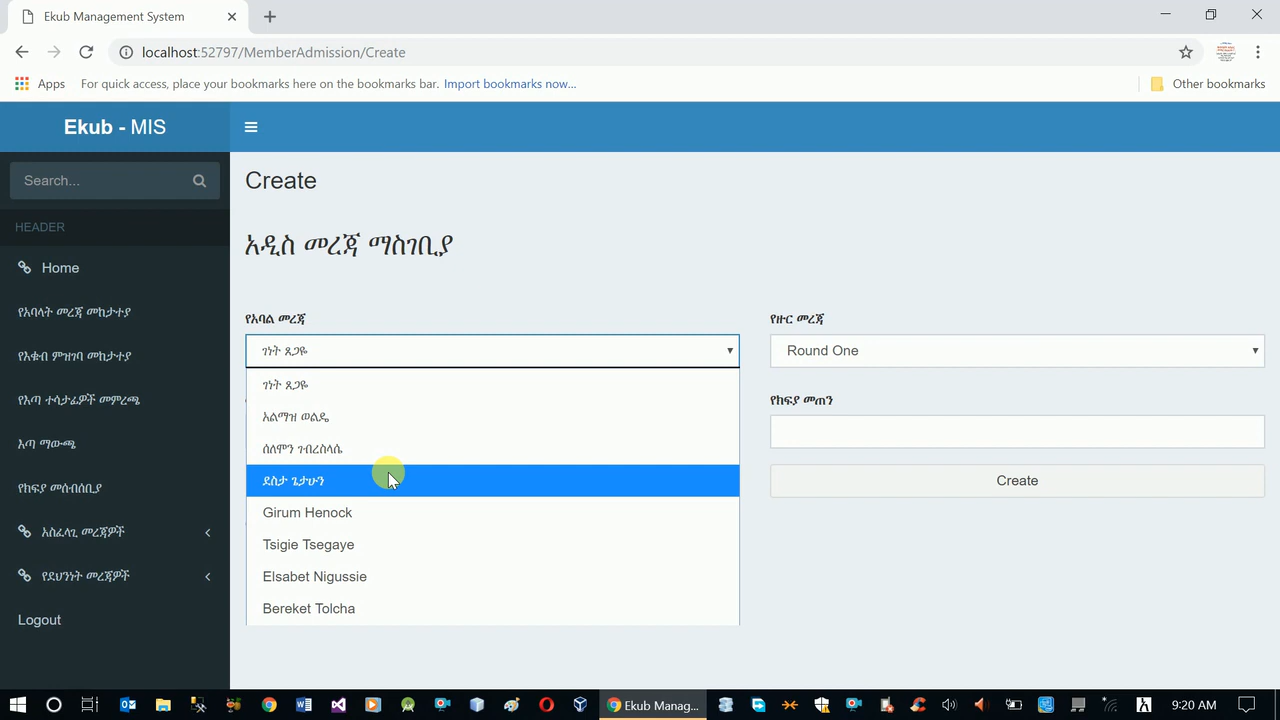 Ekub Management System
localhost:52797/MemberAdmission/Create
Apps
For quick access, place your bookmarks here on the bookmarks bar. Import bookmarks now...
Other bookmarks
Ekub - MIS
Search...
HEADER
Home
የአባላት መረጃ መከታተያ
የእቁብ ምዝገባ መከታተያ
የእጣ ተሳታፊዎች መምረጫ
እጣ ማውጫ
የከፍያ መሰብሰቢያ
አስፈላጊ መረጃዎች
የደህንነት መረጃዎች
Logout
Create
አዲስ መረጃ ማስገቢያ
የአባል መረጃ
ገነት ጸጋዬ
ገነት ጸጋዬ
አልማዝ ወልዴ
ሰለሞን ገብረስላሴ
ደስታ ጌታሁን
Girum Henock
Tsigie Tsegaye
Elsabet Nigussie
Bereket Tolcha
የዙር መረጃ
Round One
የከፍያ መጠን
Create
Ekub Manag...
9:20 AM